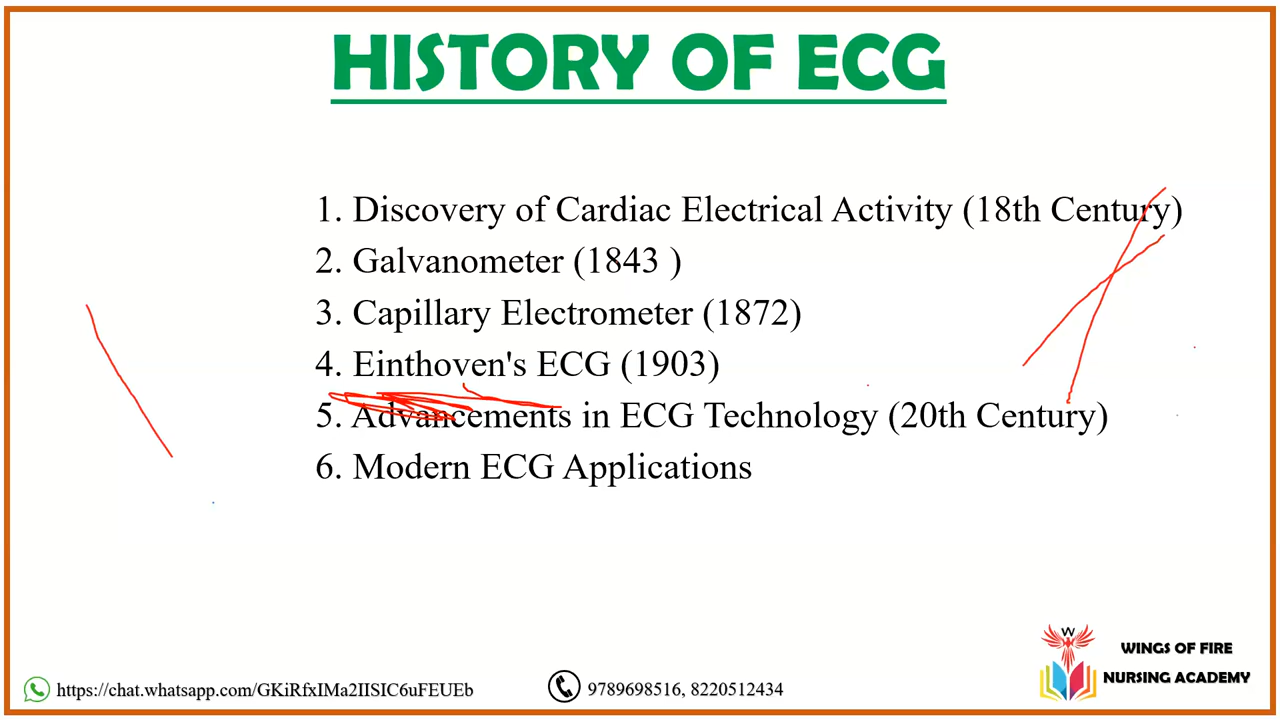 HISTORY OF ECG
1. Discovery of Cardiac Electrical Activity (18th Century)
2. Galvanometer (1843 )
3. Capillary Electrometer (1872)
4. Einthoven's ECG (1903)
5. Advancements in ECG Technology (20th Century)
6. Modern ECG Applications
W
WINGS OF FIRE
NURSING ACADEMY
https://chat.whatsapp.com/GKiRfxIMa2IISIC6uFEUEb
9789698516, 8220512434